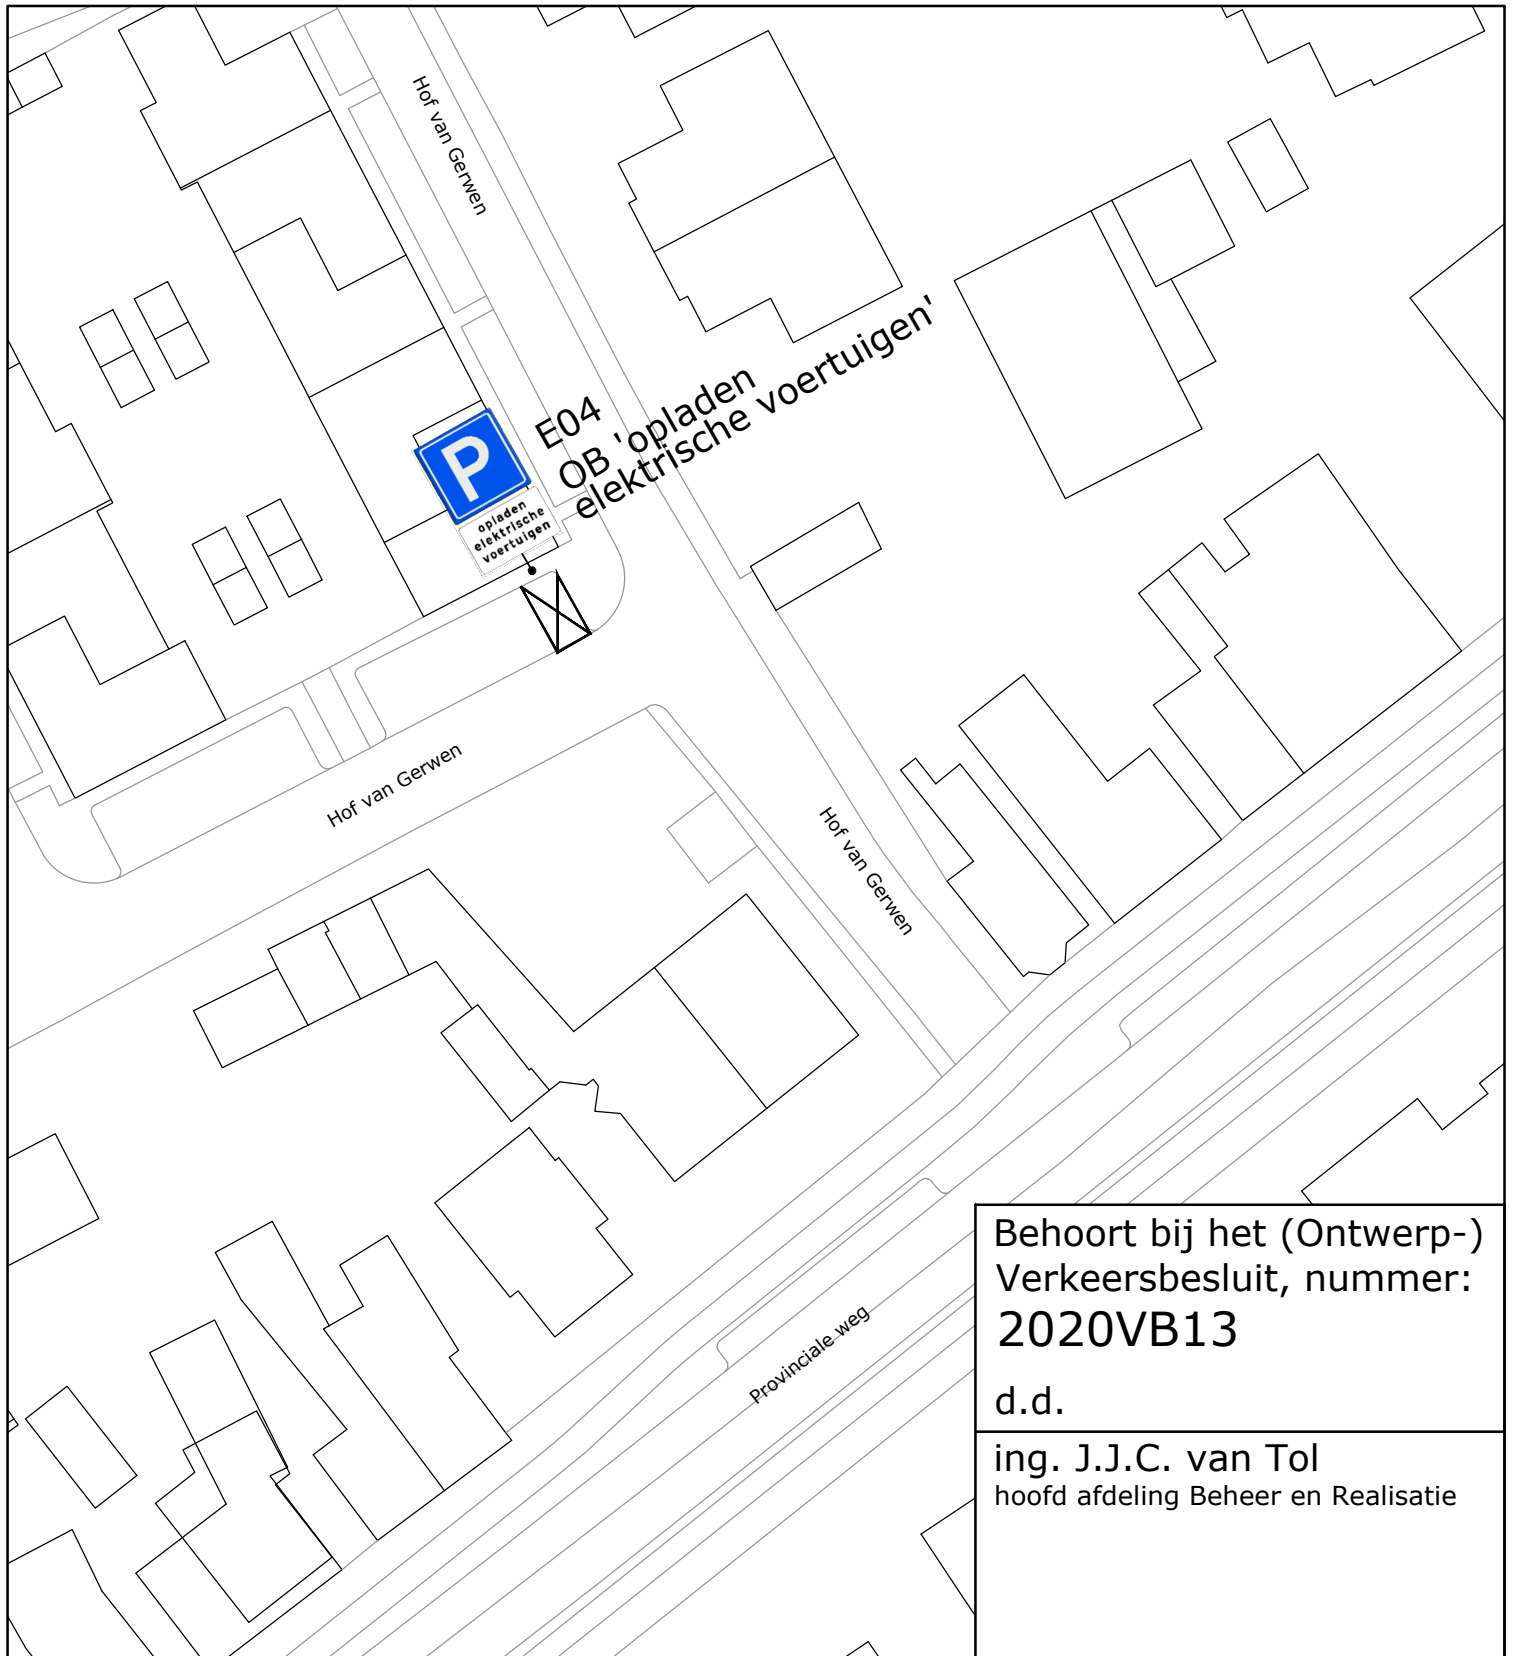 Hof van Gerwen
E04
OB 'opladen
elektrische voertuigen'
P
opladen
elektrische
voertuigen
Hof van Gerwen
Hof van Gerwen
Provinciale weg
Behoort bij het (Ontwerp-)
Verkeersbesluit, nummer:
2020VB13
d.d.
ing. J.J.C. van Tol
hoofd afdeling Beheer en Realisatie